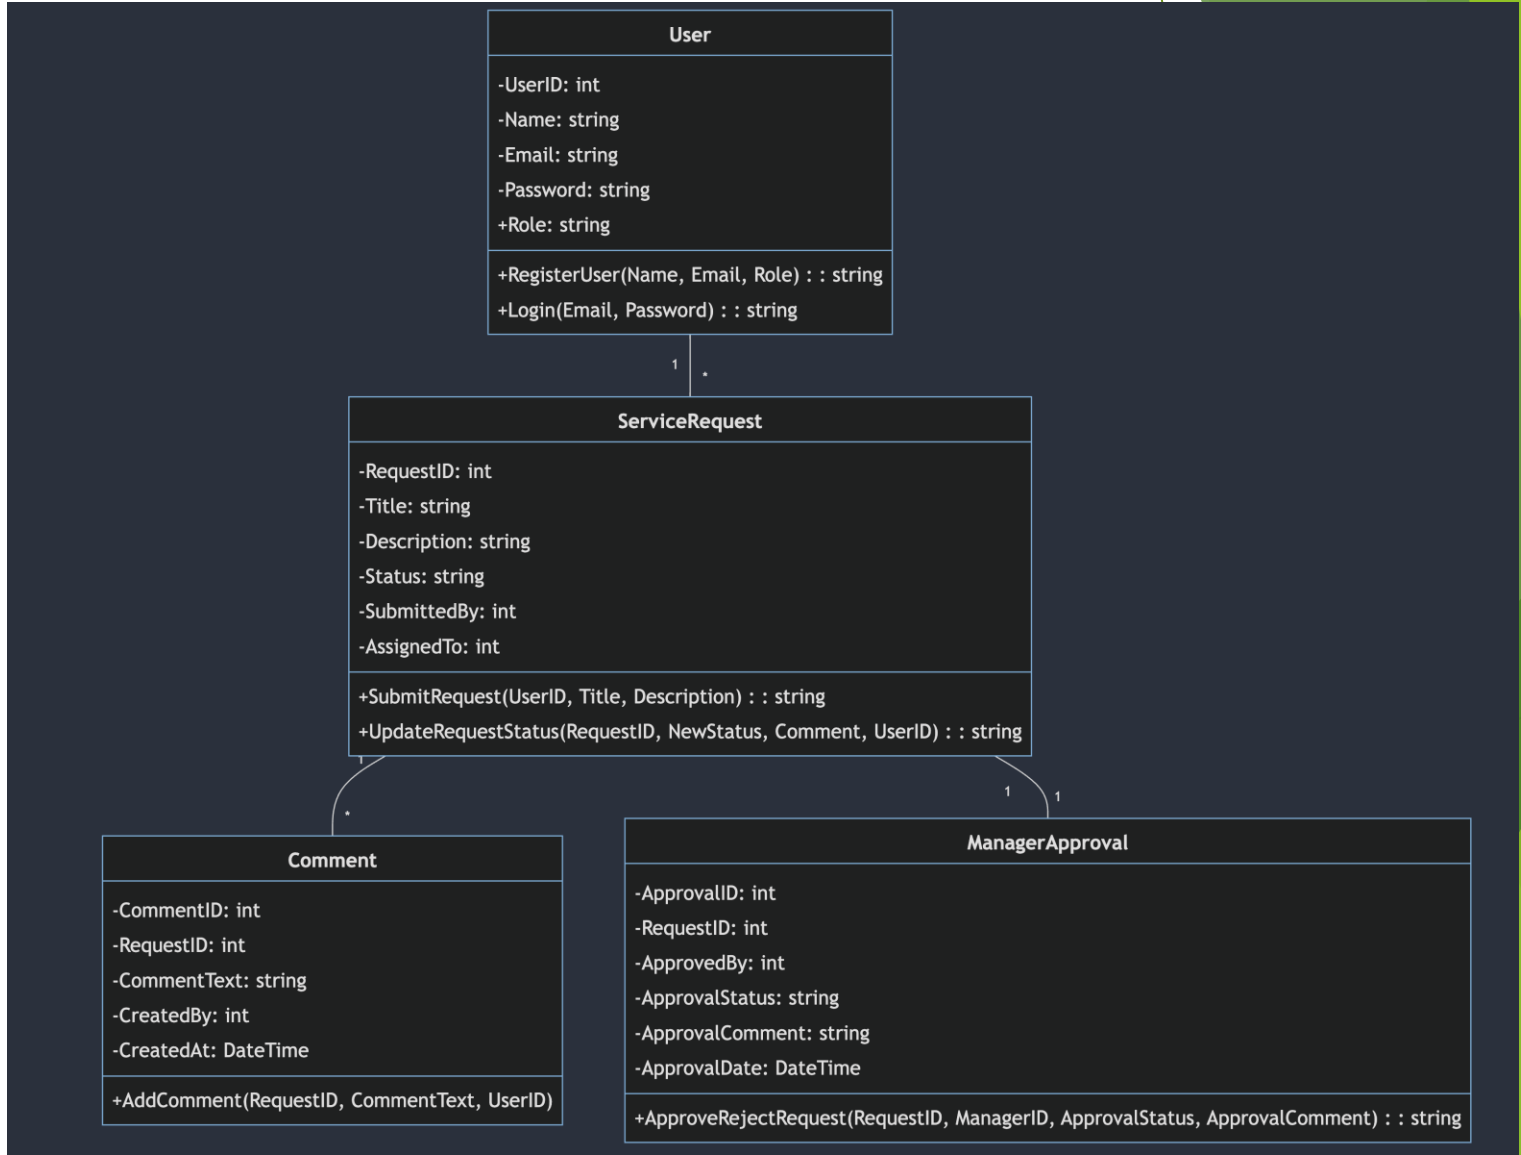 User
-UserID: int
-Name: string
-Email: string
-Password: string
+Role: string
+RegisterUser(Name, Email, Role) : : string
+Login(Email, Password) : : string
1
*
ServiceRequest
-RequestID: int
-Title: string
-Description: string
-Status: string
-SubmittedBy: int
-AssignedTo: int
+SubmitRequest(UserID, Title, Description) : : string
+UpdateRequestStatus(RequestID, NewStatus, Comment, UserID) : : string
1
*
1
1
Comment
-CommentID: int
-RequestID: int
-CommentText: string
-CreatedBy: int
-CreatedAt: DateTime
+AddComment(RequestID, CommentText, UserID)
ManagerApproval
-ApprovalID: int
-RequestID: int
-ApprovedBy: int
-ApprovalStatus: string
-ApprovalComment: string
-ApprovalDate: DateTime
+ApproveRejectRequest(RequestID, ManagerID, ApprovalStatus, ApprovalComment) : : string